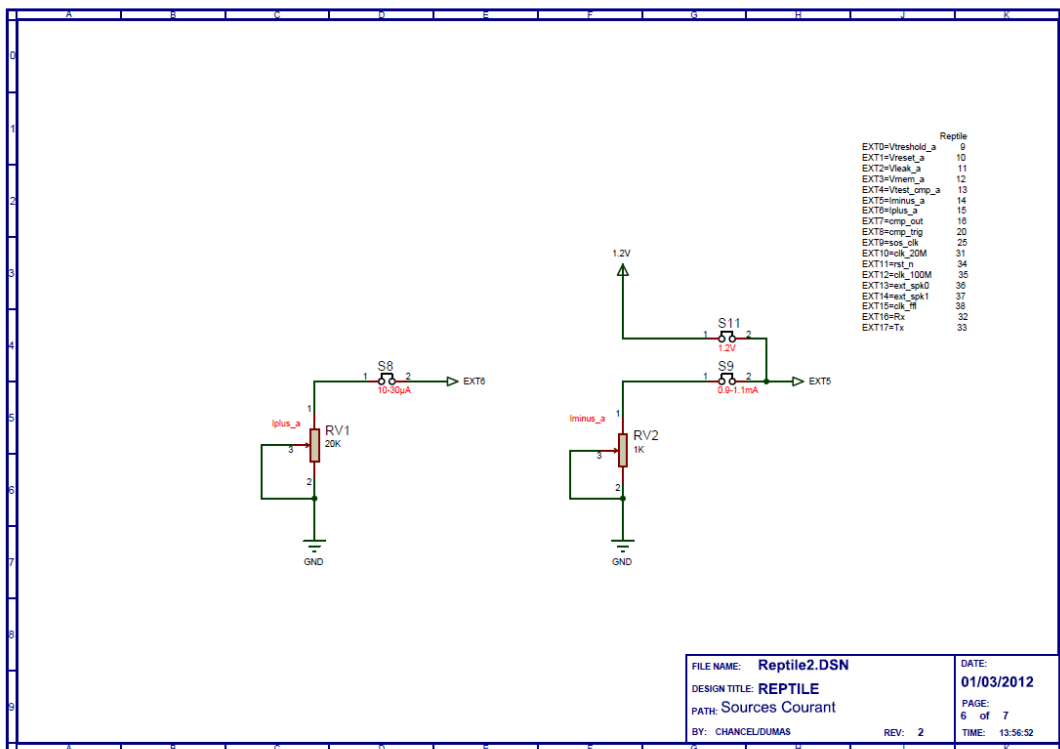 A B C D E F G H J K
0
1
2
3
4
5
6
7
8
9
Reptile
EXT0=Vtreshold_a 9
EXT1=Vreset_a 10
EXT2=Vleak_a 11
EXT3=Vmem_a 12
EXT4=Vtest_cmp_a 13
EXT5=Iminus_a 14
EXT6=Iplus_a 15
EXT7=cmp_out 16
EXT8=cmp_trig 20
EXT9=sos_clk 25
EXT10=clk_20M 31
EXT11=rst_n 34
EXT12=clk_100M 35
EXT13=ext_spk0 36
EXT14=ext_spk1 37
EXT15=clk_ffl 38
EXT16=Rx 32
EXT17=Tx 33
1.2V
S11
1 2
1.2V
S8
1 2
EXT6
10-30µA
S9
1 2
EXT5
0.9-1.1mA
Iplus_a
1
RV1
20K
3
2
GND
Iminus_a
1
RV2
1K
3
2
GND
FILE NAME: Reptile2.DSN
DESIGN TITLE: REPTILE
PATH: Sources Courant
BY: CHANCEL/DUMAS REV: 2
DATE:
01/03/2012
PAGE:
6 of 7
TIME: 13:56:52
A B C D E F G H J K